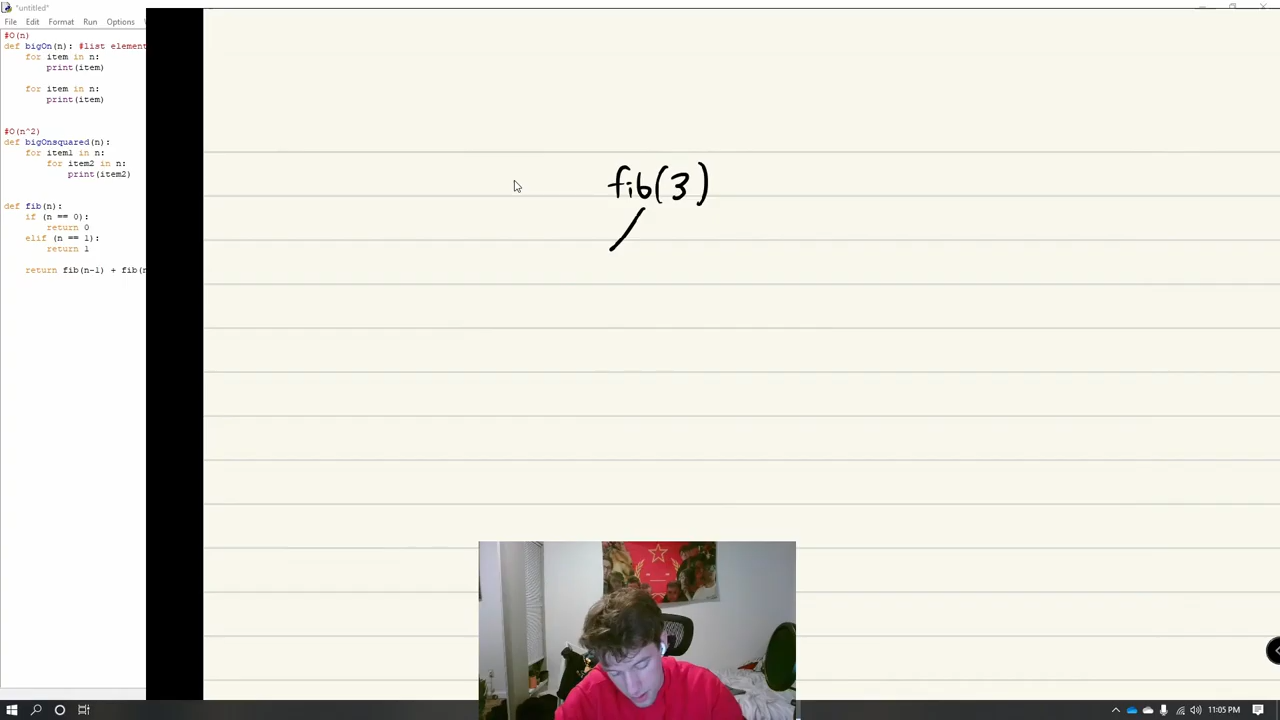 *untitled*
File Edit Format Run Options
#O(n)
def bigOn(n): #list element
for item in n:
print(item)
for item in n:
print(item)
#O(n^2)
def bigOnsquared(n):
for item1 in n:
for item2 in n:
print(item2)
def fib(n):
if (n == 0):
return 0
elif (n == 1):
return 1
return fib(n-1) + fib(n
fib(3)
11:05 PM